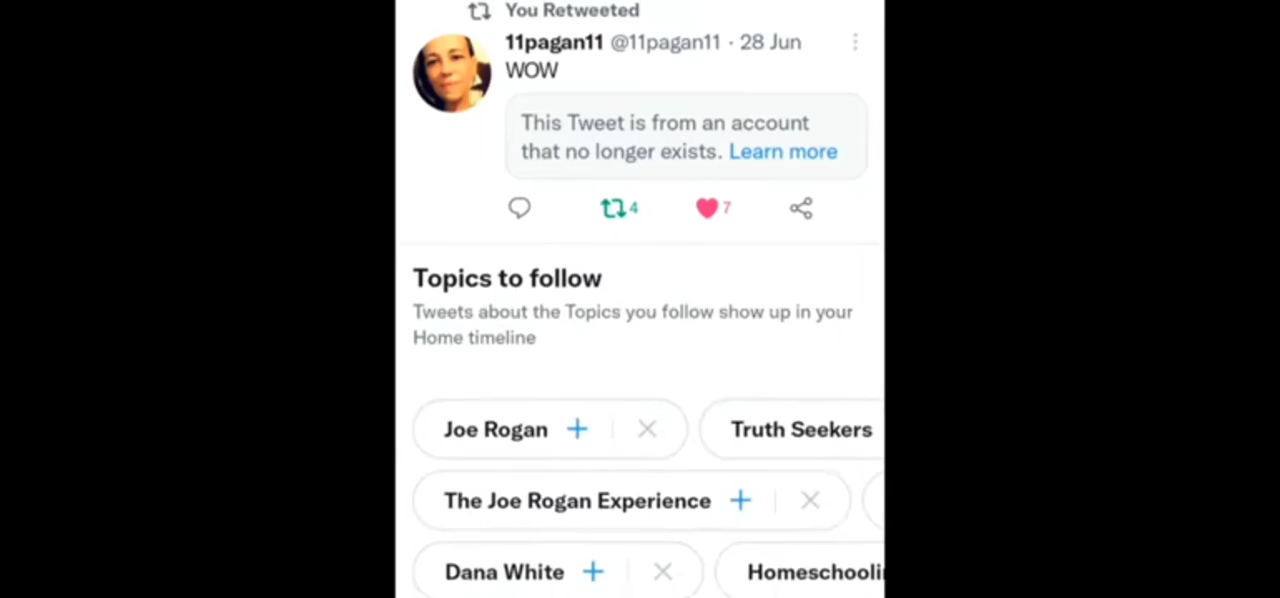 You Retweeted
11pagan11 @11pagan11 · 28 Jun
WOW
This Tweet is from an account
that no longer exists. Learn more
4 7
Topics to follow
Tweets about the Topics you follow show up in your
Home timeline
Joe Rogan Truth Seekers
The Joe Rogan Experience
Dana White Homeschooli